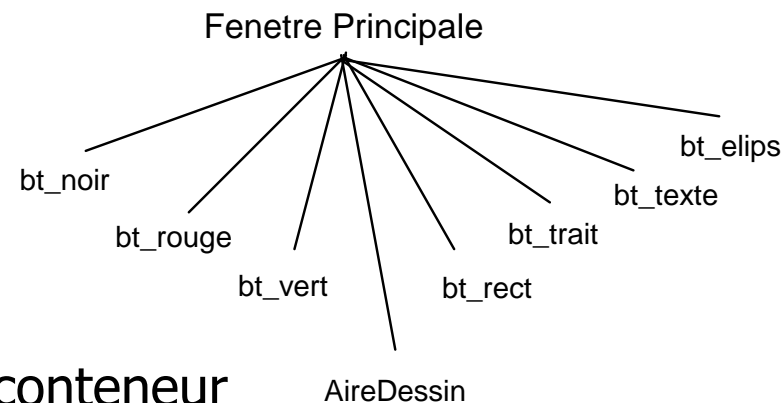 Fenetre Principale
bt_elips
bt_noir
bt_texte
bt_rouge
bt_trait
bt_vert
bt_rect
conteneur
AireDessin